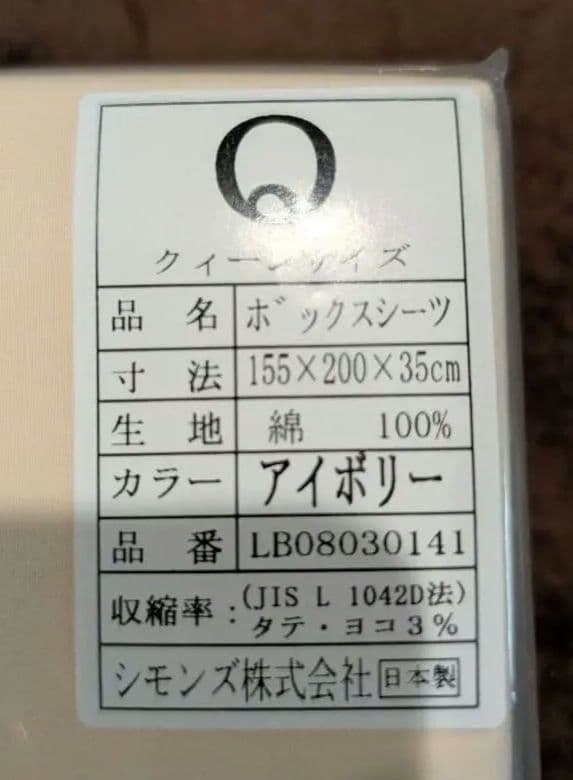 Q
クィーンサイズ
品名 ボックスシーツ
寸法 155×200×35cm
生地 綿 100%
カラー アイボリー
品番 LB08030141
収縮率：(JIS L 1042D法)
タテ・ヨコ3%
シモンズ株式会社 日本製